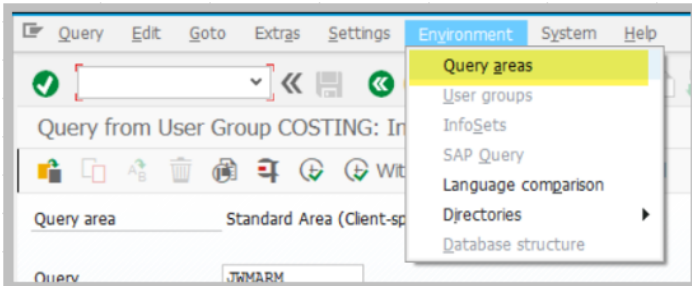 Query Edit Goto Extras Settings Environment System Help
Query areas
User groups
InfoSets
SAP Query
Language comparison
Directories
Database structure
Query from User Group COSTING: In
Wit
Query area Standard Area (Client-sp
Query JWMARM